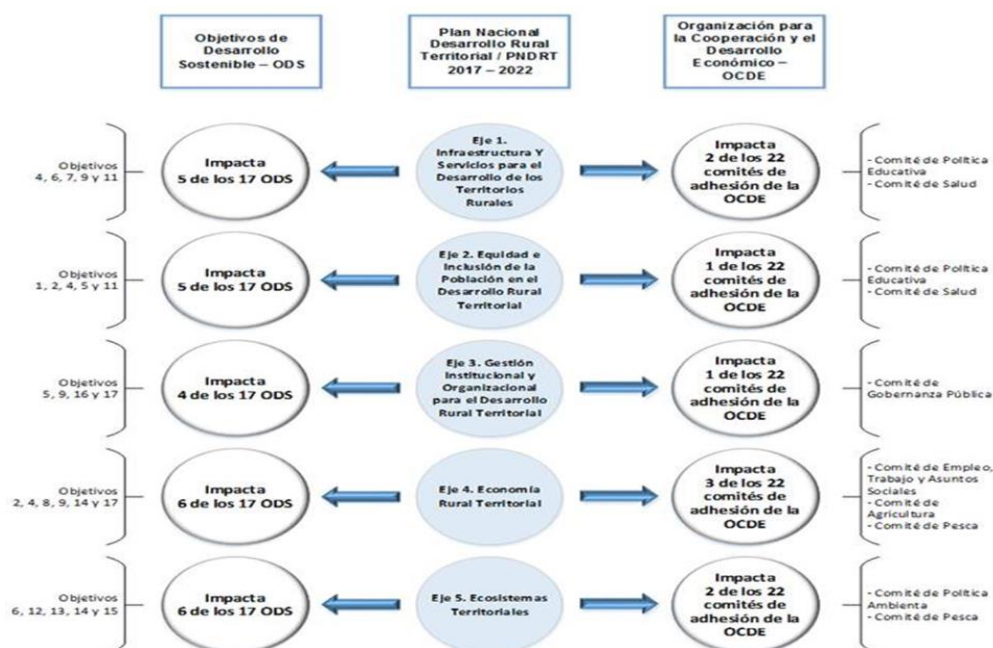 Objetivos de
Desarrollo
Sostenible – ODS
Plan Nacional
Desarrollo Rural
Territorial / PNDRT
2017 – 2022
Organización para
la Cooperación y el
Desarrollo
Económico –
OCDE
Objetivos
4, 6, 7, 9 y 11
Impacta
5 de los 17 ODS
Eje 1.
Infraestructura Y
Servicios para el
Desarrollo de los
Territorios
Rurales
Impacta
2 de los 22
comités de
adhesión de la
OCDE
- Comité de Política
Educativa
- Comité de Salud
Objetivos
1, 2, 4, 5 y 11
Impacta
5 de los 17 ODS
Eje 2. Equidad e
Inclusión de la
Población en el
Desarrollo Rural
Territorial
Impacta
1 de los 22
comités de
adhesión de la
OCDE
- Comité de Política
Educativa
- Comité de Salud
Objetivos
5, 9, 16 y 17
Impacta
4 de los 17 ODS
Eje 3. Gestión
Institucional y
Organizacional
para el Desarrollo
Rural Territorial
Impacta
1 de los 22
comités de
adhesión de la
OCDE
- Comité de
Gobernanza Pública
Objetivos
2, 4, 8, 9, 14 y 17
Impacta
6 de los 17 ODS
Eje 4. Economía
Rural Territorial
Impacta
3 de los 22
comités de
adhesión de la
OCDE
- Comité de Empleo,
Trabajo y Asuntos
Sociales
- Comité de
Agricultura
- Comité de Pesca
Objetivos
6, 12, 13, 14 y 15
Impacta
6 de los 17 ODS
Eje 5. Ecosistemas
Territoriales
Impacta
2 de los 22
comités de
adhesión de la
OCDE
- Comité de Política
Ambienta
- Comité de Pesca